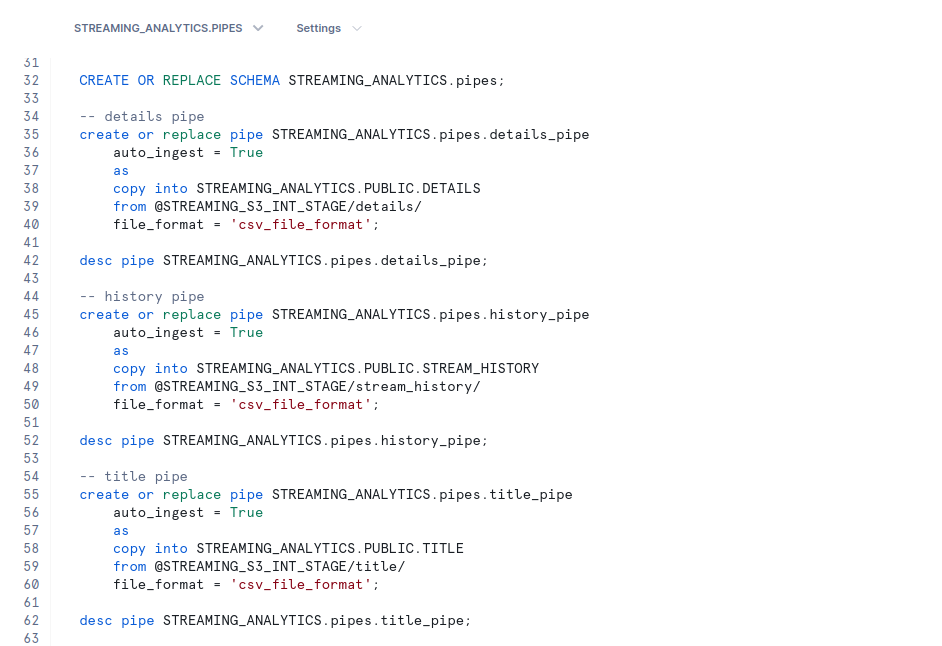 STREAMING_ANALYTICS.PIPES Settings
31
32 CREATE OR REPLACE SCHEMA STREAMING_ANALYTICS.pipes;
33
34 -- details pipe
35 create or replace pipe STREAMING_ANALYTICS.pipes.details_pipe
36 auto_ingest = True
37 as
38 copy into STREAMING_ANALYTICS.PUBLIC.DETAILS
39 from @STREAMING_S3_INT_STAGE/details/
40 file_format = 'csv_file_format';
41
42 desc pipe STREAMING_ANALYTICS.pipes.details_pipe;
43
44 -- history pipe
45 create or replace pipe STREAMING_ANALYTICS.pipes.history_pipe
46 auto_ingest = True
47 as
48 copy into STREAMING_ANALYTICS.PUBLIC.STREAM_HISTORY
49 from @STREAMING_S3_INT_STAGE/stream_history/
50 file_format = 'csv_file_format';
51
52 desc pipe STREAMING_ANALYTICS.pipes.history_pipe;
53
54 -- title pipe
55 create or replace pipe STREAMING_ANALYTICS.pipes.title_pipe
56 auto_ingest = True
57 as
58 copy into STREAMING_ANALYTICS.PUBLIC.TITLE
59 from @STREAMING_S3_INT_STAGE/title/
60 file_format = 'csv_file_format';
61
62 desc pipe STREAMING_ANALYTICS.pipes.title_pipe;
63